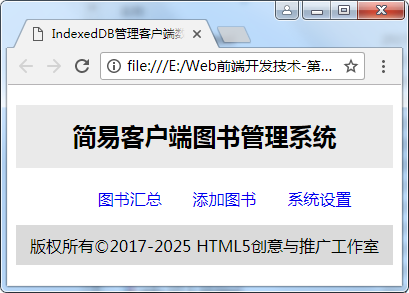 IndexedDB管理客户端数
file:///E:/Web前端开发技术-第...
简易客户端图书管理系统
图书汇总 添加图书 系统设置
版权所有©2017-2025 HTML5创意与推广工作室